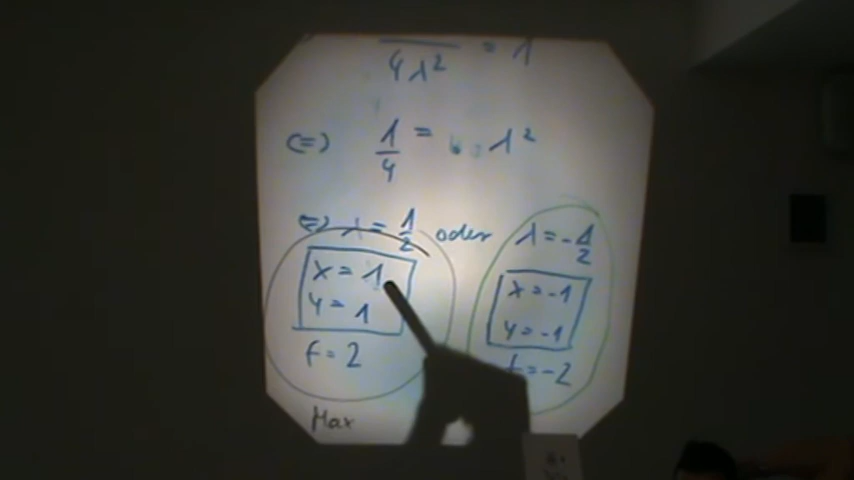 4λ² = 1
(=) 1/4 = λ²
(=) λ = 1/2 oder λ = -1/2
x = 1
y = 1
f = 2
Max
x = -1
y = -1
f = -2